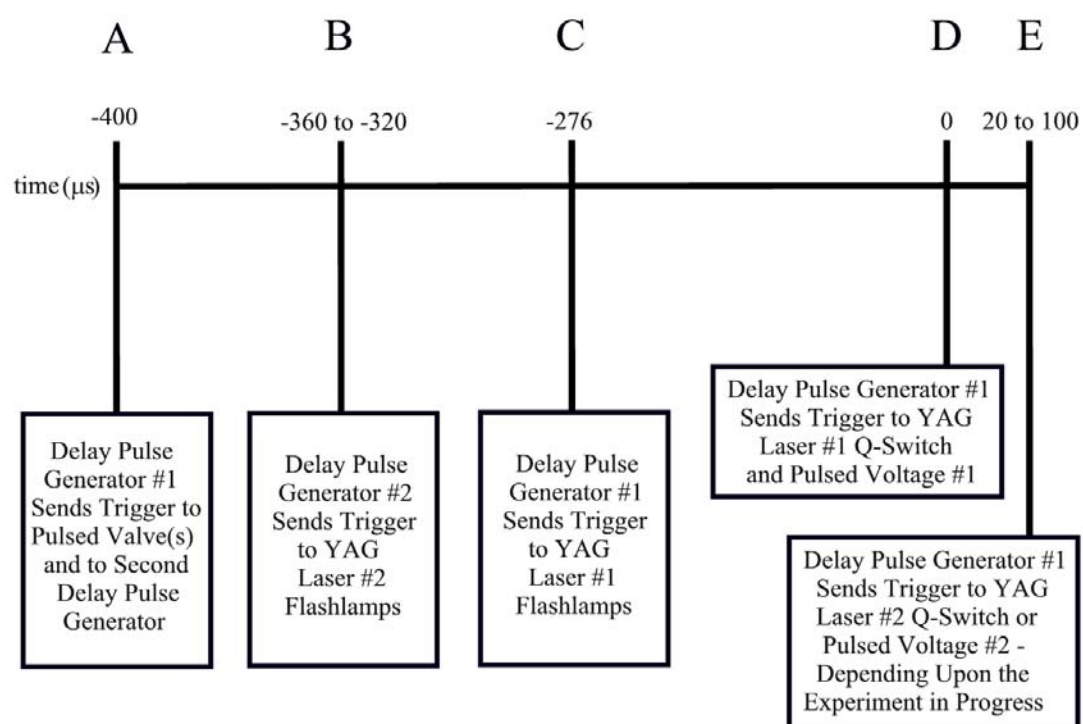 A B C D E
-400 -360 to -320 -276 0 20 to 100
time (μs)
Delay Pulse
Generator #1
Sends Trigger to
Pulsed Valve(s)
and to Second
Delay Pulse
Generator
Delay Pulse
Generator #2
Sends Trigger
to YAG
Laser #2
Flashlamps
Delay Pulse
Generator #1
Sends Trigger
to YAG
Laser #1
Flashlamps
Delay Pulse Generator #1
Sends Trigger to YAG
Laser #1 Q-Switch
and Pulsed Voltage #1
Delay Pulse Generator #1
Sends Trigger to YAG
Laser #2 Q-Switch or
Pulsed Voltage #2 -
Depending Upon the
Experiment in Progress